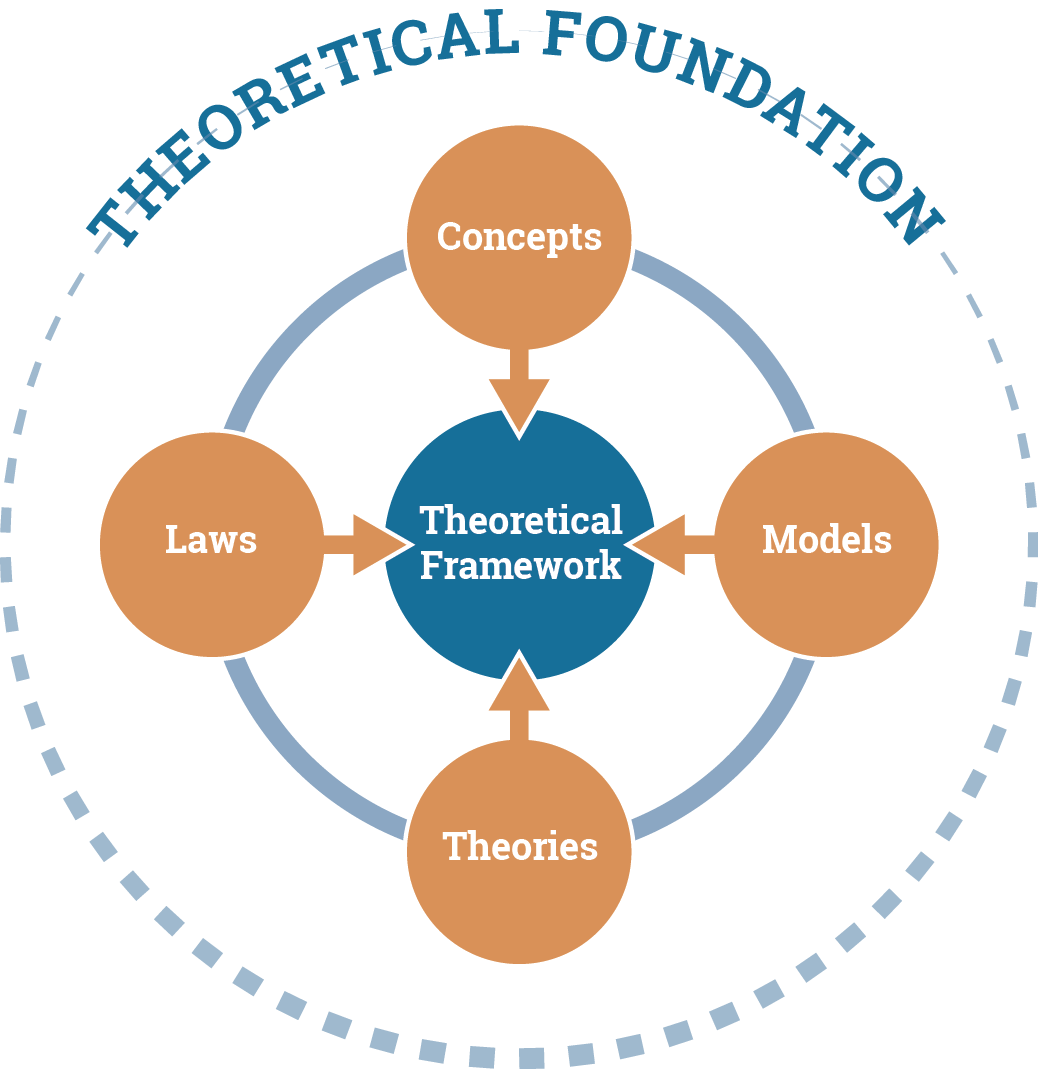 THEORETICAL FOUNDATION
Concepts
Laws
Theoretical
Framework
Models
Theories